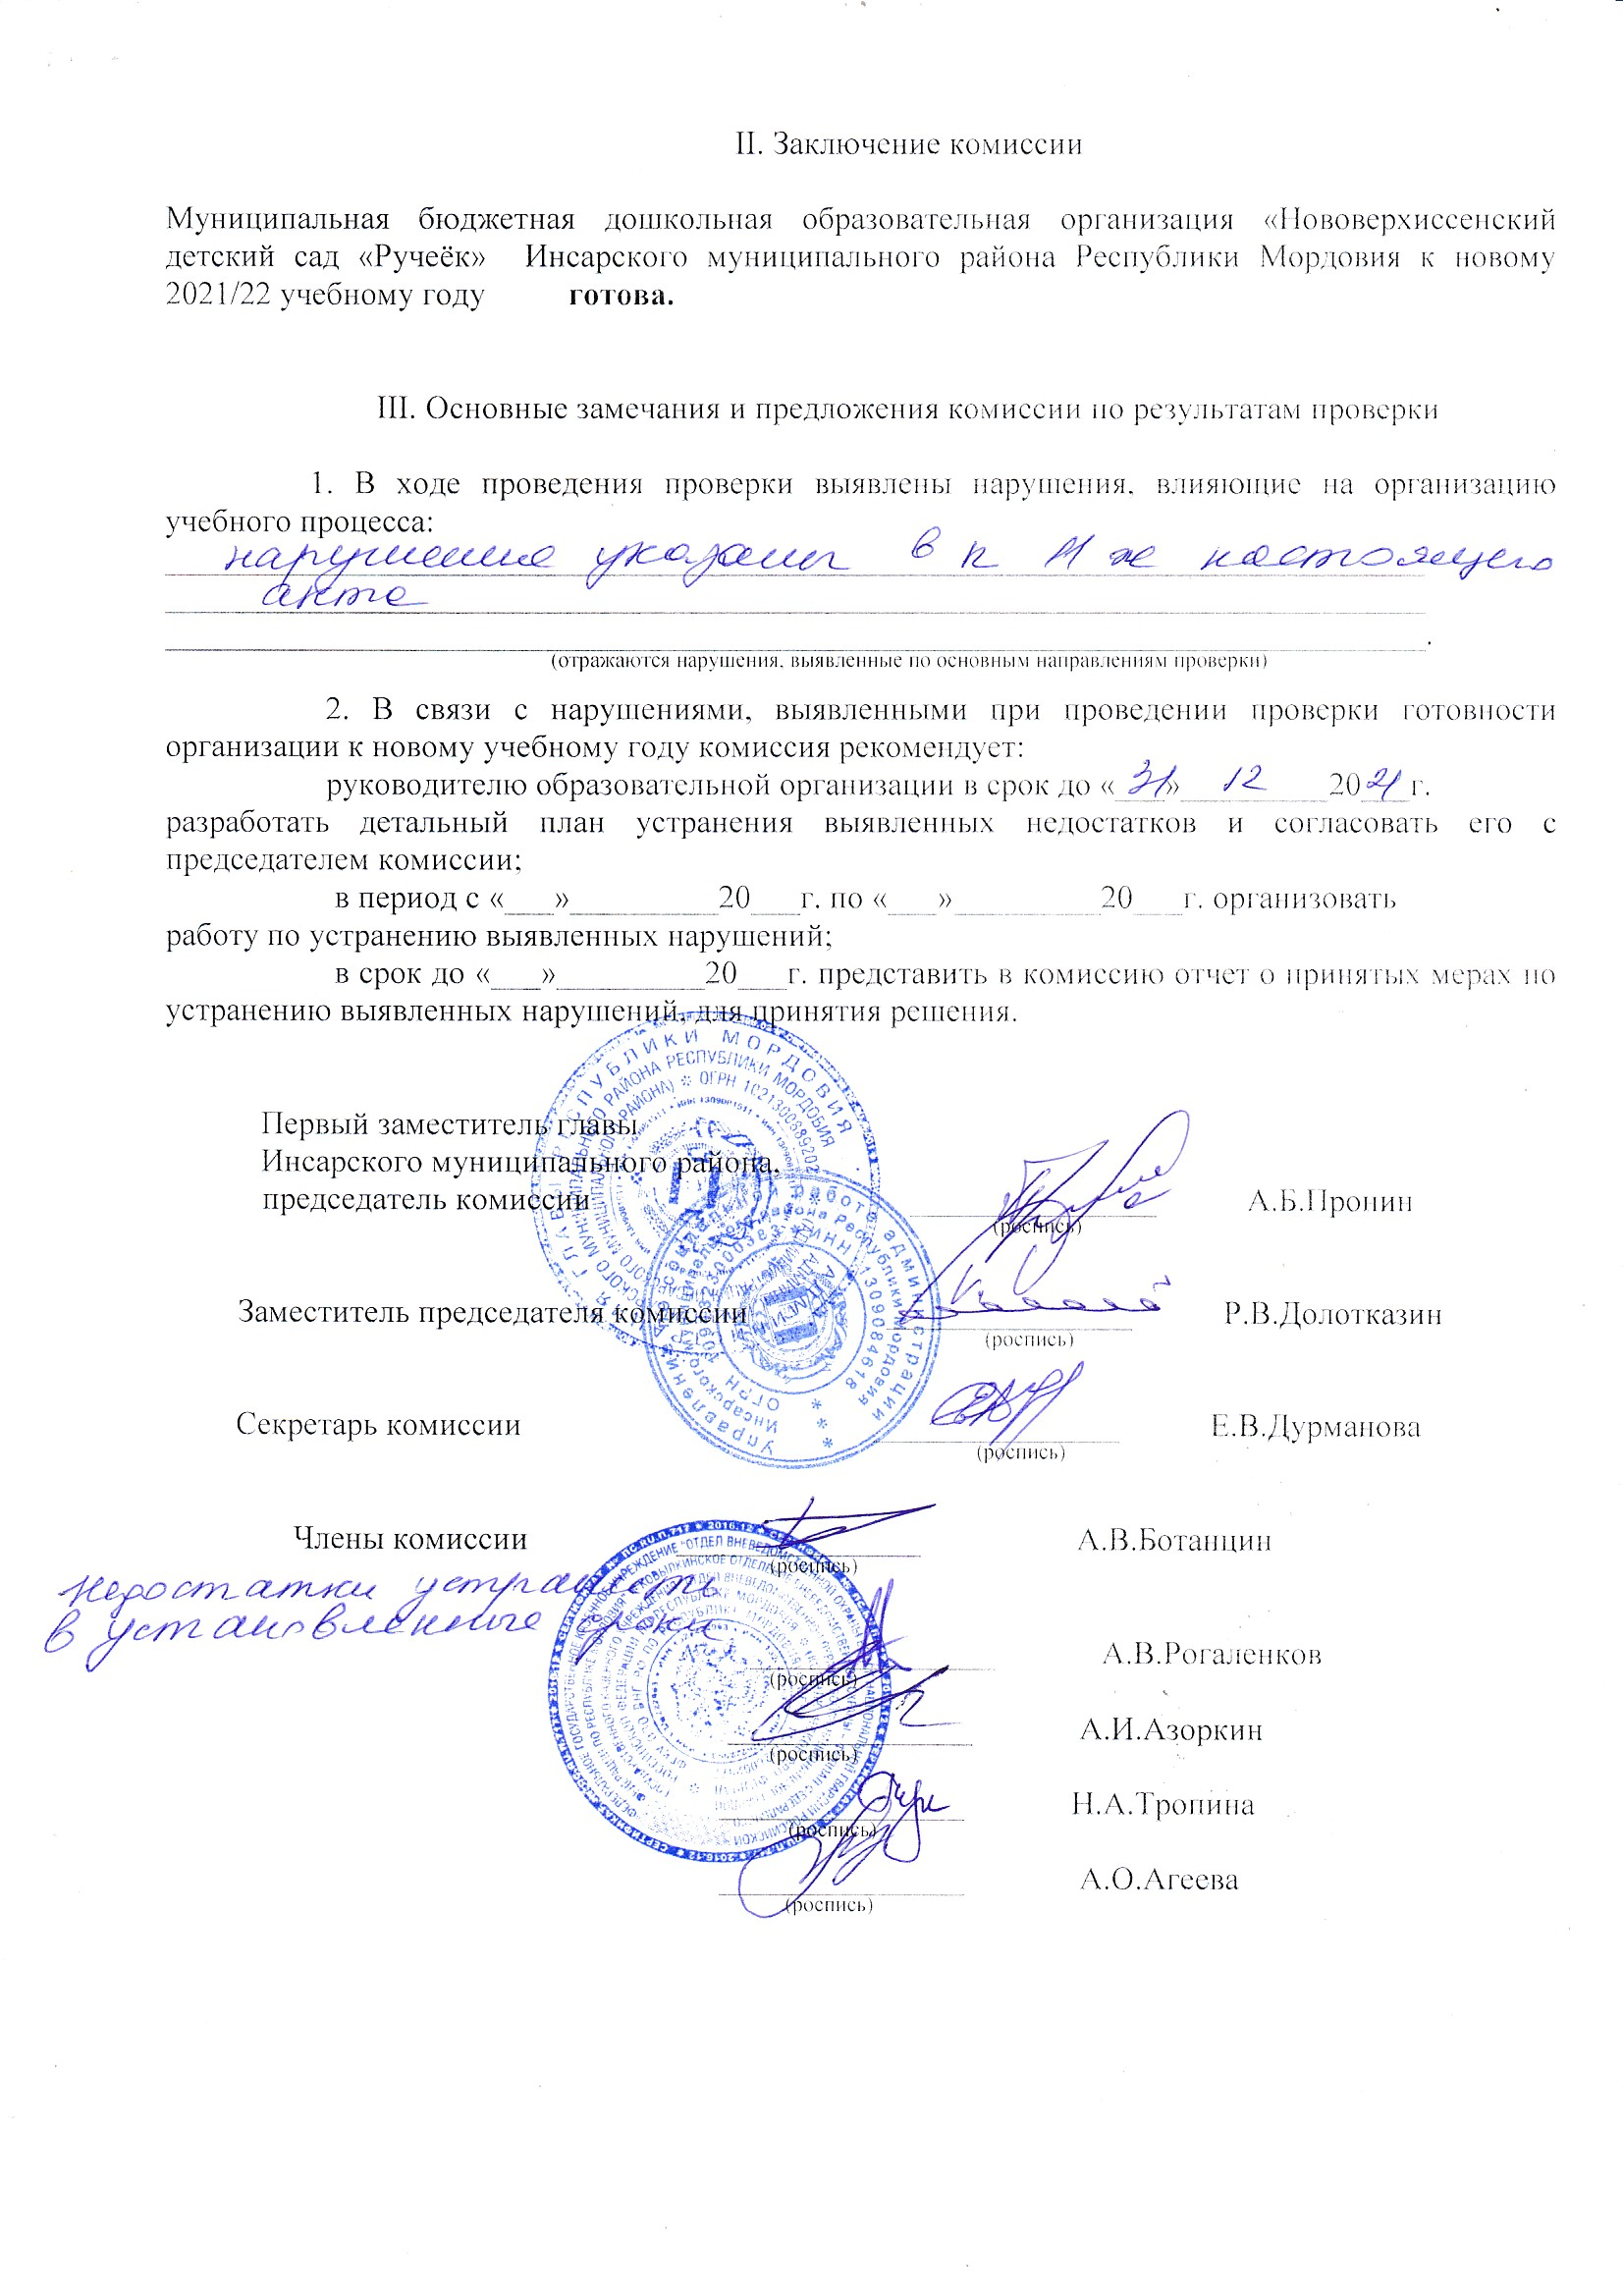 II. Заключение комиссии
Муниципальная бюджетная дошкольная образовательная организация «Нововерхиссенский
детский сад «Ручеёк» Инсарского муниципального района Республики Мордовия к новому
2021/22 учебному году готова.
III. Основные замечания и предложения комиссии по результатам проверки
1. В ходе проведения проверки выявлены нарушения, влияющие на организацию
учебного процесса:
нарушения указаны в п 11 ж настоящего
акта
(отражаются нарушения, выявленные по основным направлениям проверки)
2. В связи с нарушениями, выявленными при проведении проверки готовности
организации к новому учебному году комиссия рекомендует:
руководителю образовательной организации в срок до «31» 12 2021 г.
разработать детальный план устранения выявленных недостатков и согласовать его с
председателем комиссии;
в период с «___»_________20___г. по «___»_________20___г. организовать
работу по устранению выявленных нарушений;
в срок до «___»_________20___г. представить в комиссию отчет о принятых мерах по
устранению выявленных нарушений, для принятия решения.
Первый заместитель главы
Инсарского муниципального района,
председатель комиссии А.Б.Пронин
(роспись)
Заместитель председателя комиссии Р.В.Долотказин
(роспись)
Секретарь комиссии Е.В.Дурманова
(роспись)
Члены комиссии А.В.Ботанцин
(роспись)
недостатки устранить
в установленные сроки
А.В.Рогаленков
(роспись)
А.И.Азоркин
(роспись)
Н.А.Тропина
(роспись)
А.О.Агеева
(роспись)